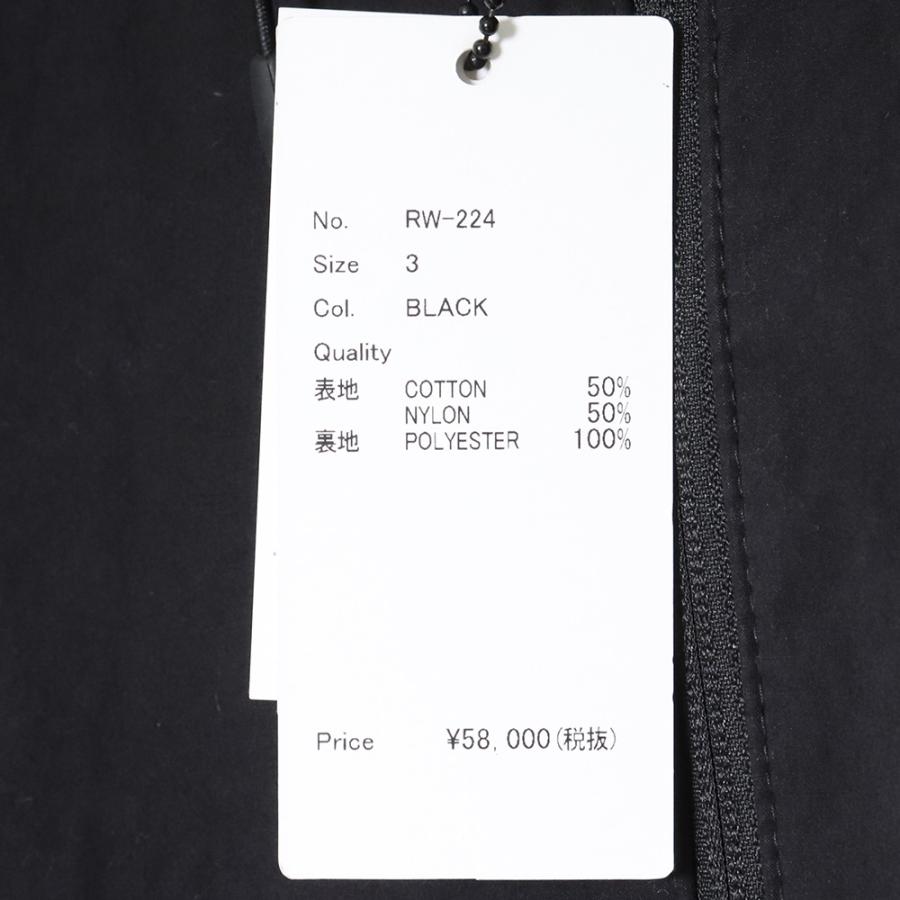 No. RW-224
Size 3
Col. BLACK
Quality
表地 COTTON 50%
NYLON 50%
裏地 POLYESTER 100%
Price ¥58,000(税抜)